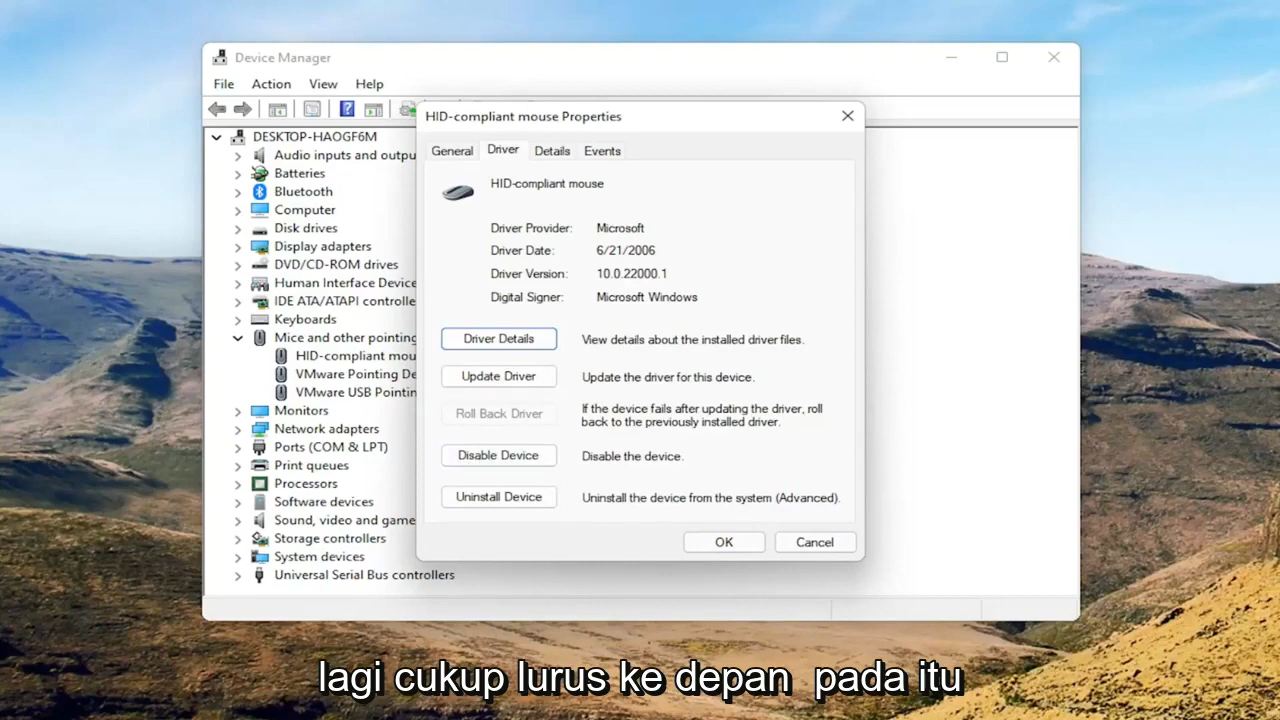 Device Manager
File Action View Help
DESKTOP-HAOGF6M
Audio inputs and outpu
Batteries
Bluetooth
Computer
Disk drives
Display adapters
DVD/CD-ROM drives
Human Interface Device
IDE ATA/ATAPI controlle
Keyboards
Mice and other pointing
HID-compliant mou
VMware Pointing De
VMware USB Pointin
Monitors
Network adapters
Ports (COM & LPT)
Print queues
Processors
Software devices
Sound, video and game
Storage controllers
System devices
Universal Serial Bus controllers
HID-compliant mouse Properties
General Driver Details Events
HID-compliant mouse
Driver Provider: Microsoft
Driver Date: 6/21/2006
Driver Version: 10.0.22000.1
Digital Signer: Microsoft Windows
Driver Details View details about the installed driver files.
Update Driver Update the driver for this device.
Roll Back Driver If the device fails after updating the driver, roll
back to the previously installed driver.
Disable Device Disable the device.
Uninstall Device Uninstall the device from the system (Advanced).
OK Cancel
lagi cukup lurus ke depan pada itu